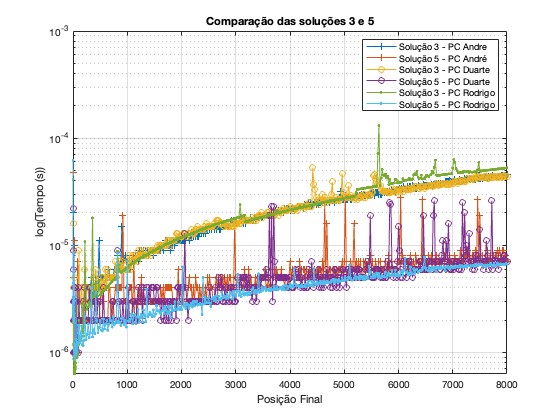 Comparação das soluções 3 e 5
10^-3
Solução 3 - PC Andre
Solução 5 - PC André
Solução 3 - PC Duarte
Solução 5 - PC Duarte
Solução 3 - PC Rodrigo
Solução 5 - PC Rodrigo
10^-4
log(Tempo (s))
10^-5
10^-6
0 1000 2000 3000 4000 5000 6000 7000 8000
Posição Final